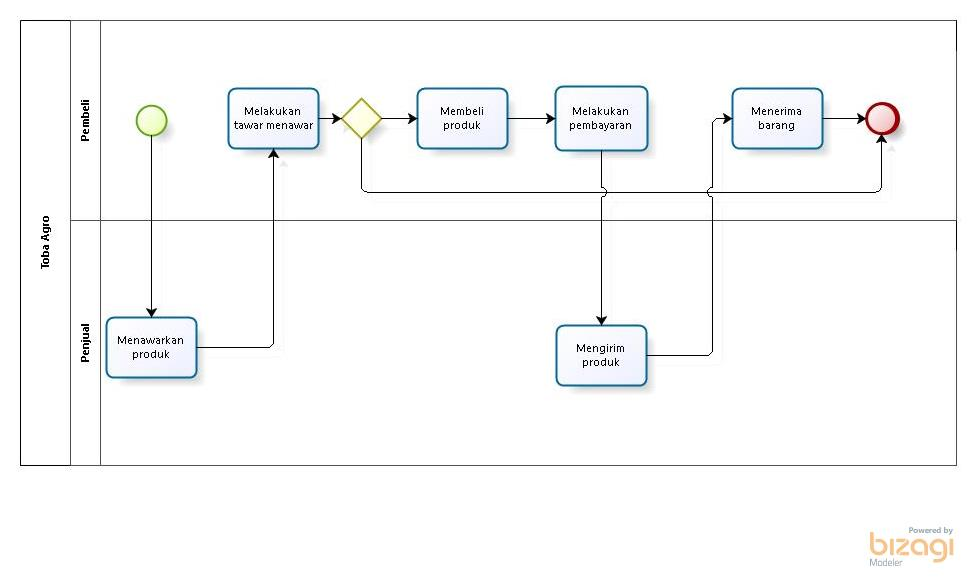 Toba Agro
Pembeli
Penjual
Melakukan
tawar menawar
Membeli
produk
Melakukan
pembayaran
Menerima
barang
Menawarkan
produk
Mengirim
produk
Powered by
bizagi
Modeler